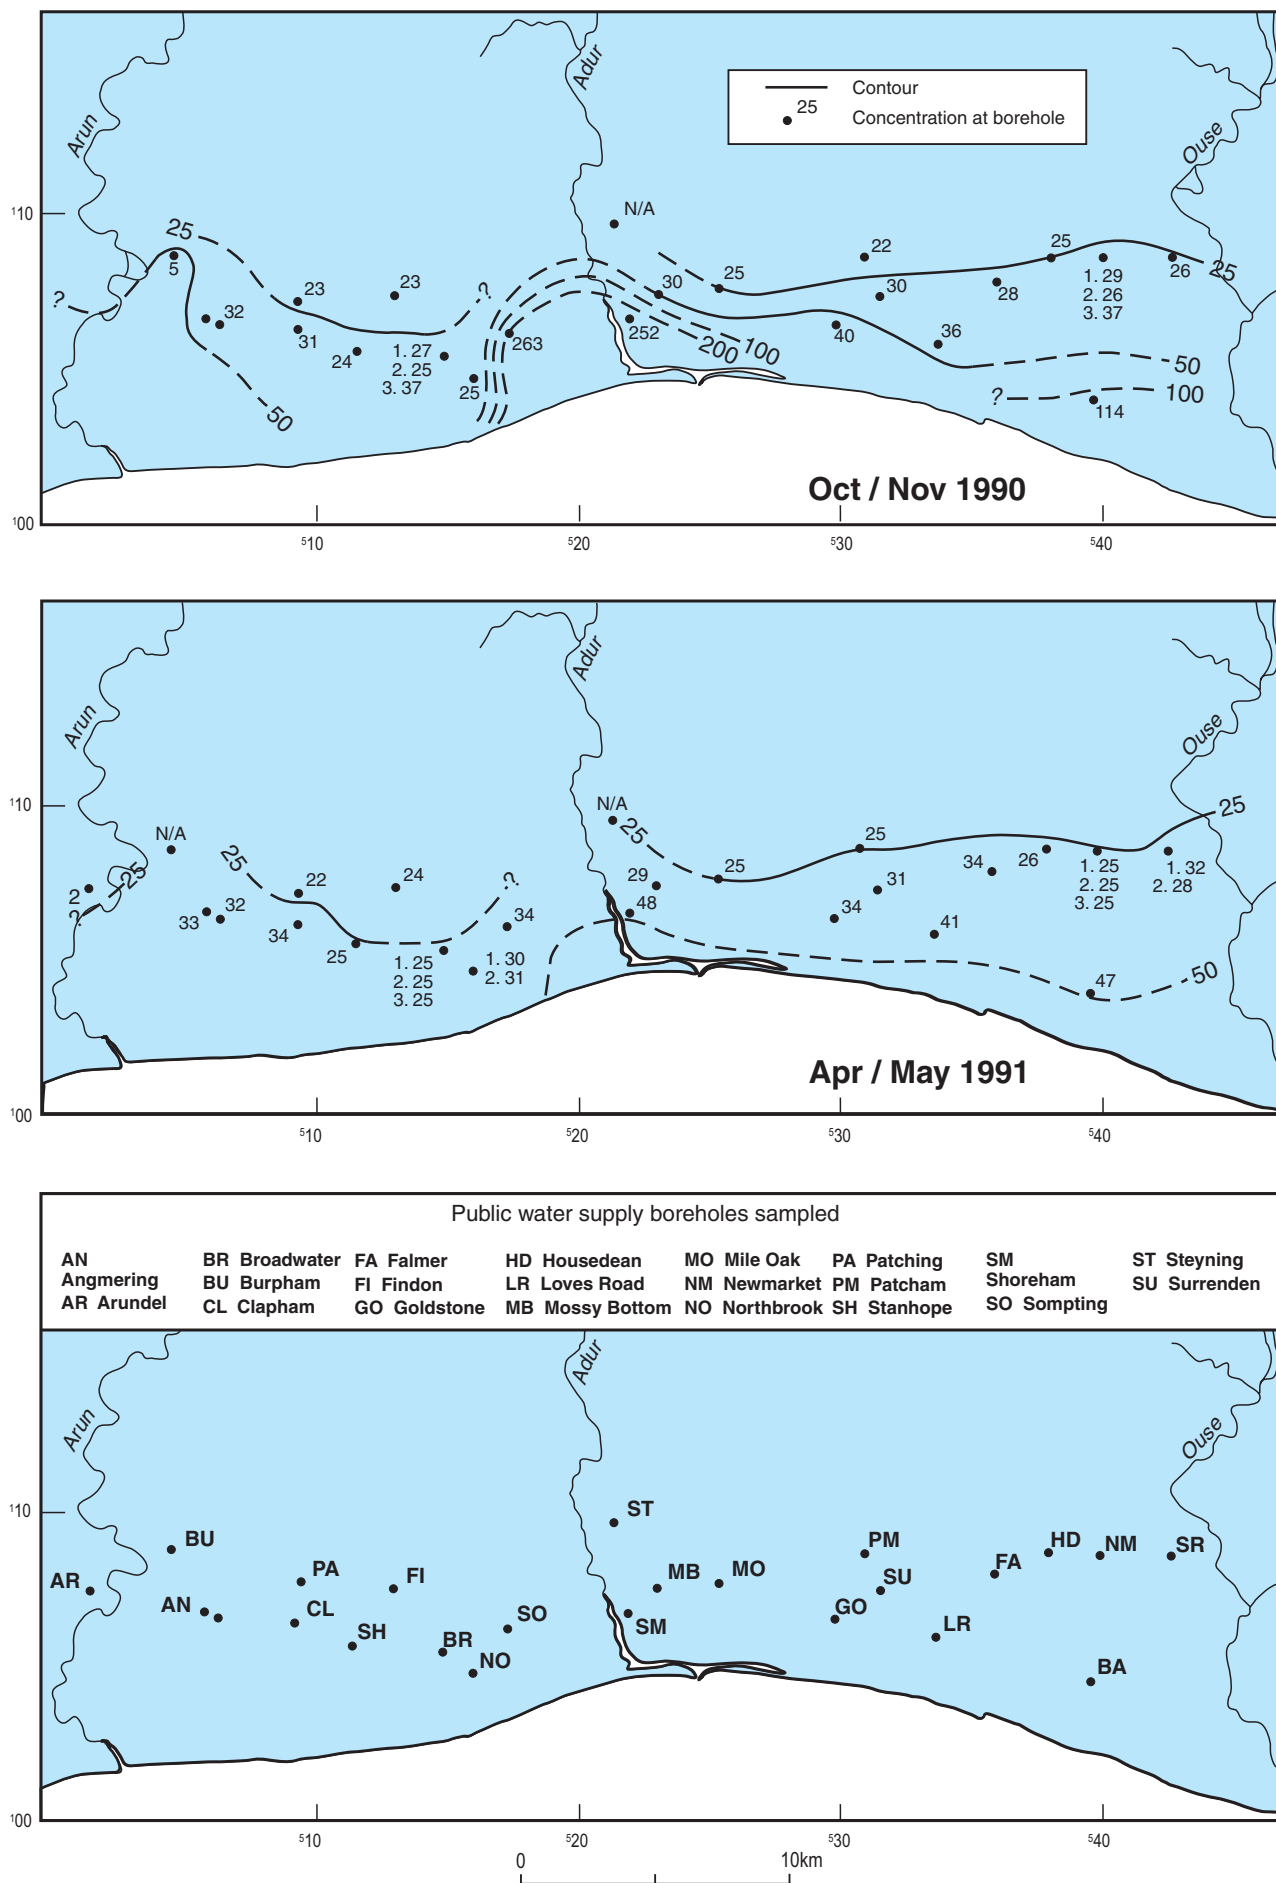 Arun
Adur
Ouse
25
Contour
Concentration at borehole
110
N/A
25
5
?
32
23
31
23
24
1. 27
2. 25
3. 37
25
?
50
263
252
30
25
200
100
22
30
40
28
36
25
1. 29
2. 26
3. 37
26
25
50
?
100
114
Oct / Nov 1990
100
510
520
530
540
Arun
Adur
Ouse
110
N/A
2
25
?
33
32
25
22
34
24
25
1. 25
2. 25
3. 25
?
34
1. 30
2. 31
N/A
25
29
48
25
25
31
34
34
41
26
1. 25
2. 25
3. 25
1. 32
2. 28
25
47
50
Apr / May 1991
100
510
520
530
540
Public water supply boreholes sampled
AN
Angmering
AR Arundel
BR Broadwater
BU Burpham
CL Clapham
FA Falmer
FI Findon
GO Goldstone
HD Housedean
LR Loves Road
MB Mossy Bottom
MO Mile Oak
NM Newmarket
NO Northbrook
PA Patching
PM Patcham
SH Stanhope
SM
Shoreham
SO Sompting
ST Steyning
SU Surrenden
Arun
Adur
Ouse
110
AR
BU
AN
PA
CL
FI
SH
BR
NO
SO
ST
MB
SM
MO
PM
SU
GO
FA
LR
HD
NM
SR
BA
100
510
520
530
540
0
10km